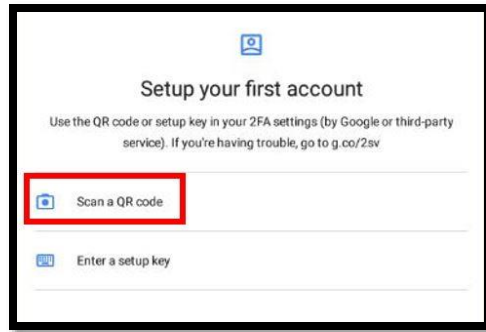 Setup your first account
Use the QR code or setup key in your 2FA settings (by Google or third-party
service). If you're having trouble, go to g.co/2sv
Scan a QR code
Enter a setup key